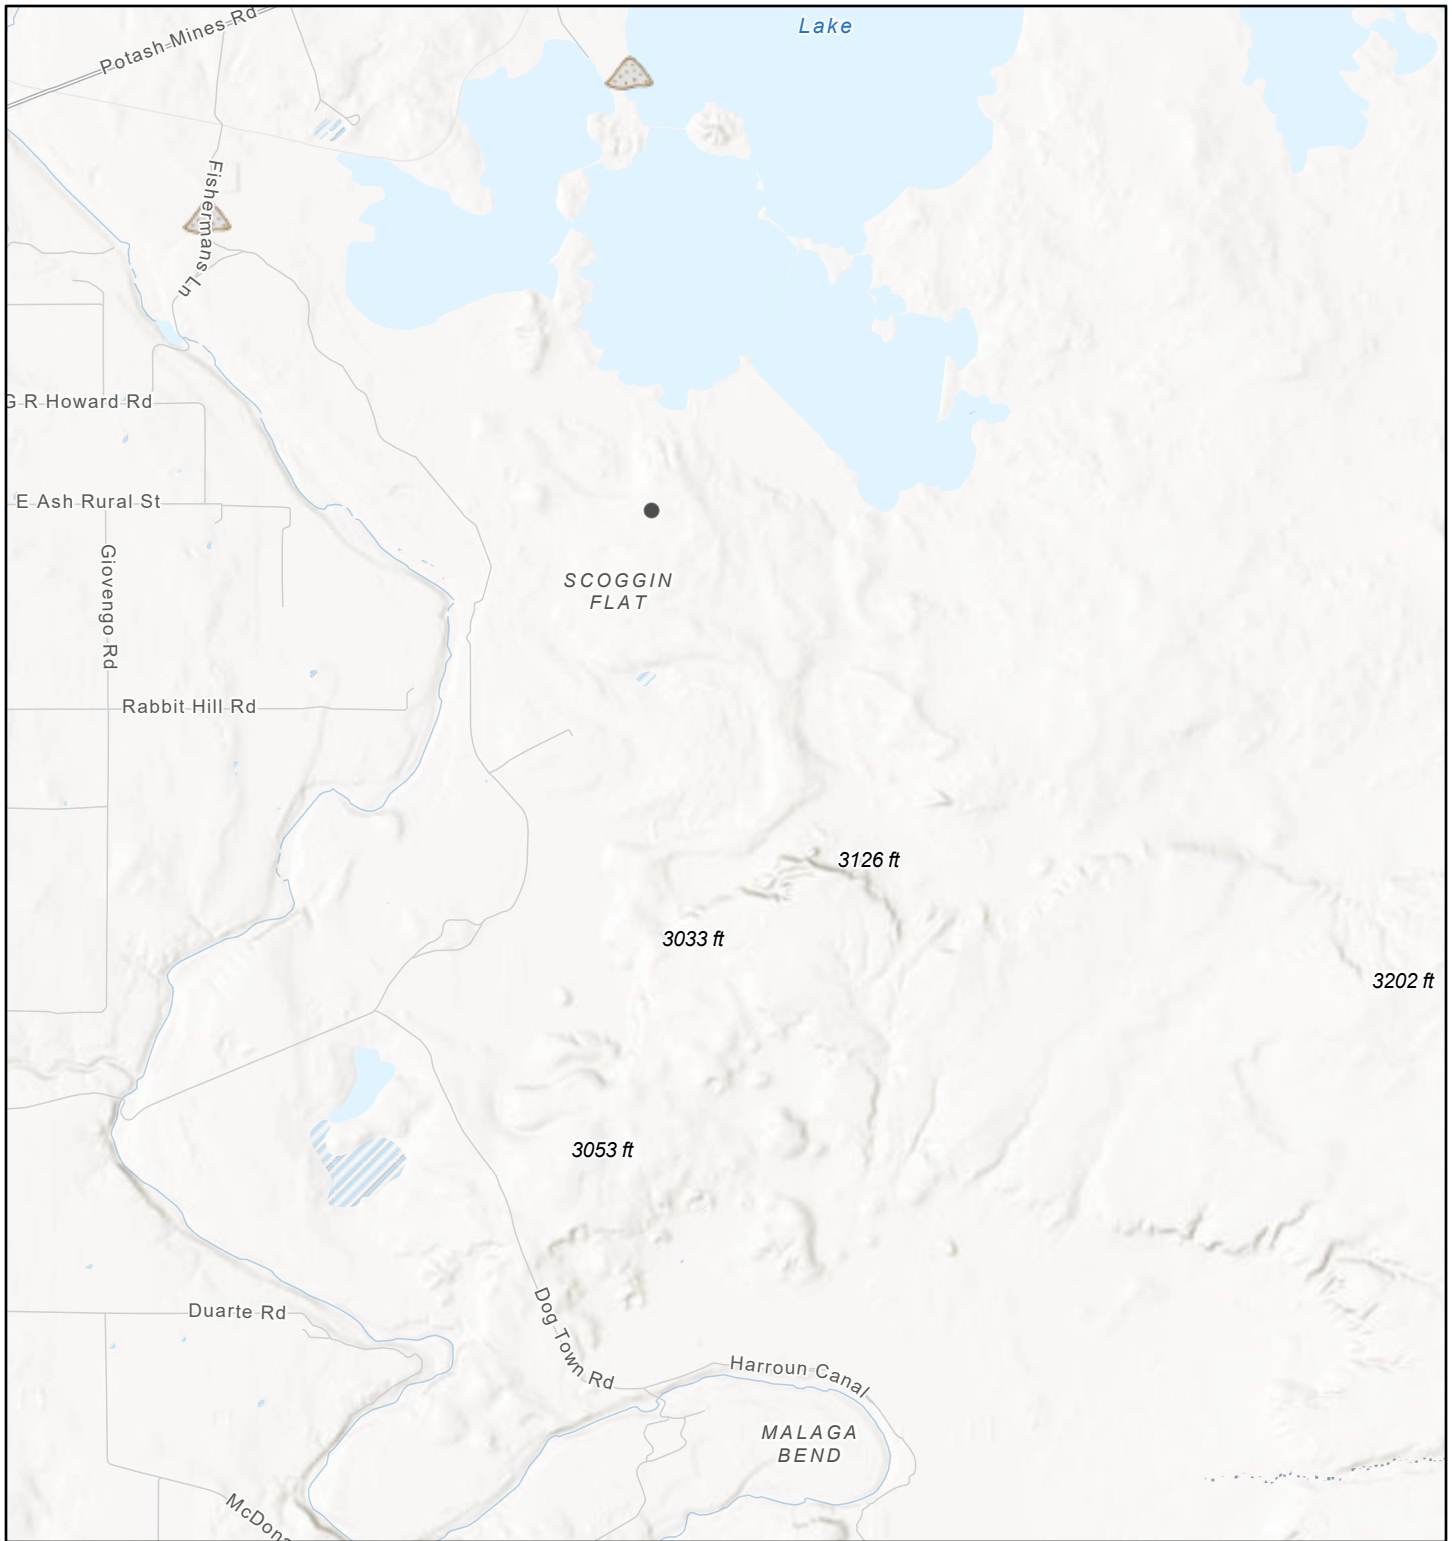 Lake
Potash Mines Rd
Fishermans Ln
G R Howard Rd
E Ash Rural St
Giovengo Rd
SCOGGIN
FLAT
Rabbit Hill Rd
3126 ft
3033 ft
3202 ft
3053 ft
Duarte Rd
Dog Town Rd
Harroun Canal
MALAGA
BEND